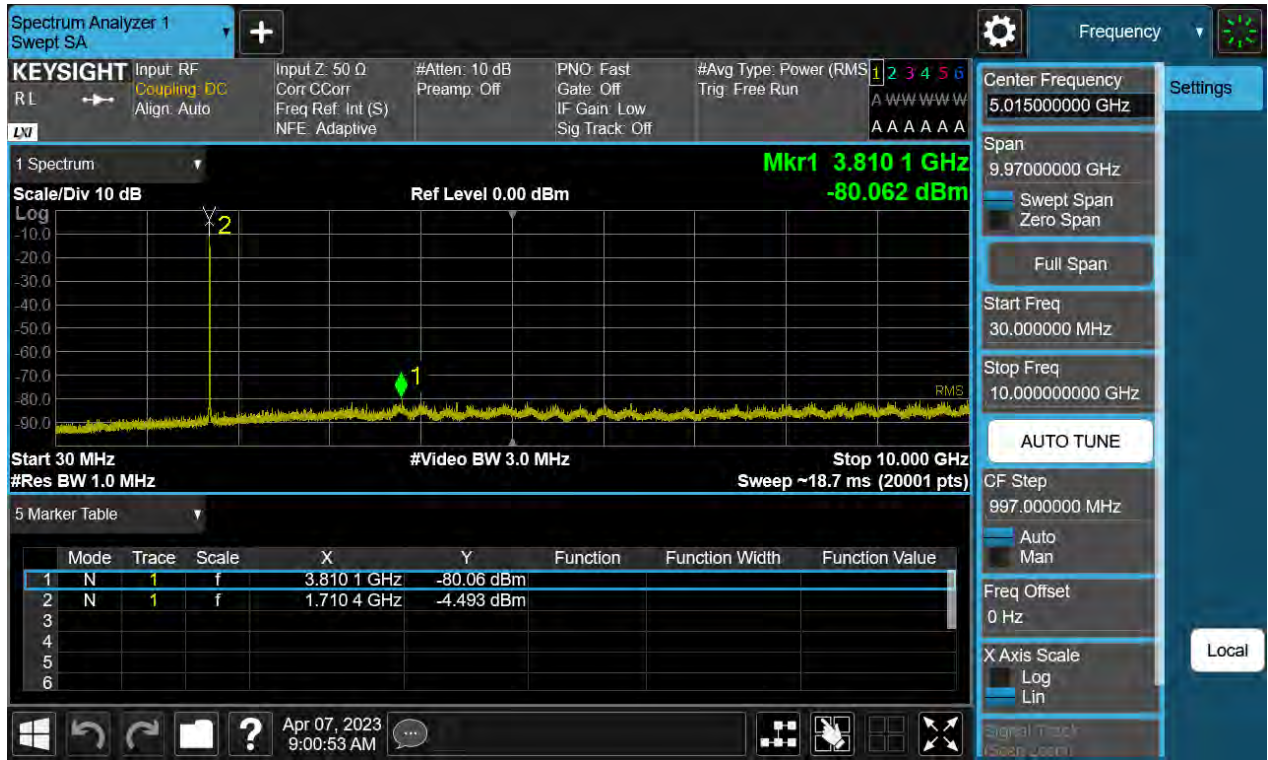 Spectrum Analyzer 1
Swept SA
+
Frequency
KEYSIGHT
RL
LXI
Input: RF
Coupling: DC
Align: Auto
Input Z: 50 Ω
Corr CCorr
Freq Ref: Int (S)
NFE: Adaptive
#Atten: 10 dB
Preamp: Off
PNO: Fast
Gate: Off
IF Gain: Low
Sig Track: Off
#Avg Type: Power (RMS
Trig: Free Run
1 2 3 4 5 6
A W W W W W
A A A A A A
1 Spectrum
Mkr1 3.810 1 GHz
Scale/Div 10 dB
Ref Level 0.00 dBm
-80.062 dBm
Log
-10.0
-20.0
-30.0
-40.0
-50.0
-60.0
-70.0
-80.0
-90.0
2
1
RMS
Start 30 MHz
#Video BW 3.0 MHz
Stop 10.000 GHz
#Res BW 1.0 MHz
Sweep ~18.7 ms (20001 pts)
5 Marker Table
Mode Trace Scale X Y Function Function Width Function Value
1 N 1 f 3.810 1 GHz -80.06 dBm
2 N 1 f 1.710 4 GHz -4.493 dBm
3
4
5
6
?
Apr 07, 2023
9:00:53 AM
Center Frequency
5.015000000 GHz
Settings
Span
9.97000000 GHz
Swept Span
Zero Span
Full Span
Start Freq
30.000000 MHz
Stop Freq
10.000000000 GHz
AUTO TUNE
CF Step
997.000000 MHz
Auto
Man
Freq Offset
0 Hz
X Axis Scale
Log
Lin
Local
Signal Track
(Span Zoom)